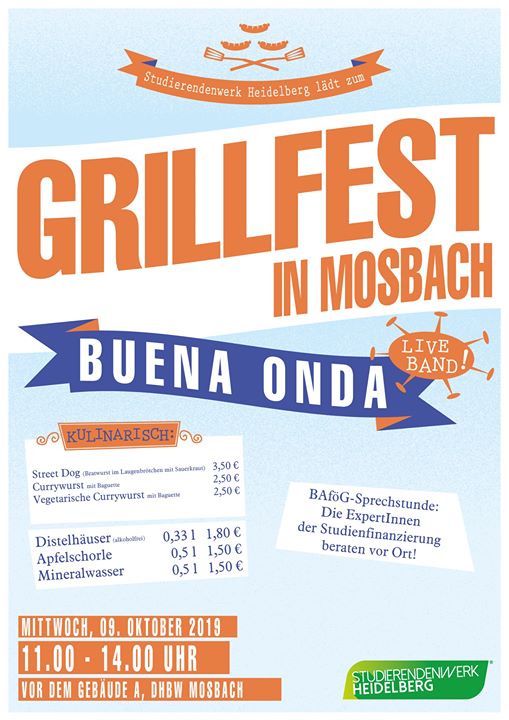 Studierendenwerk Heidelberg lädt zum
GRILLFEST
IN MOSBACH
BUENA ONDA
LIVE
BAND!
KULINARISCH:
Street Dog (Bratwurst im Laugenbrötchen mit Sauerkraut) 3,50 €
Currywurst mit Baguette 2,50 €
Vegetarische Currywurst mit Baguette 2,50 €
Distelhäuser (alkoholfrei) 0,33 l 1,80 €
Apfelschorle 0,5 l 1,50 €
Mineralwasser 0,5 l 1,50 €
BAföG-Sprechstunde:
Die ExpertInnen
der Studienfinanzierung
beraten vor Ort!
MITTWOCH, 09. OKTOBER 2019
11.00 - 14.00 UHR
VOR DEM GEBÄUDE A, DHBW MOSBACH
STUDIERENDENWERK®
HEIDELBERG